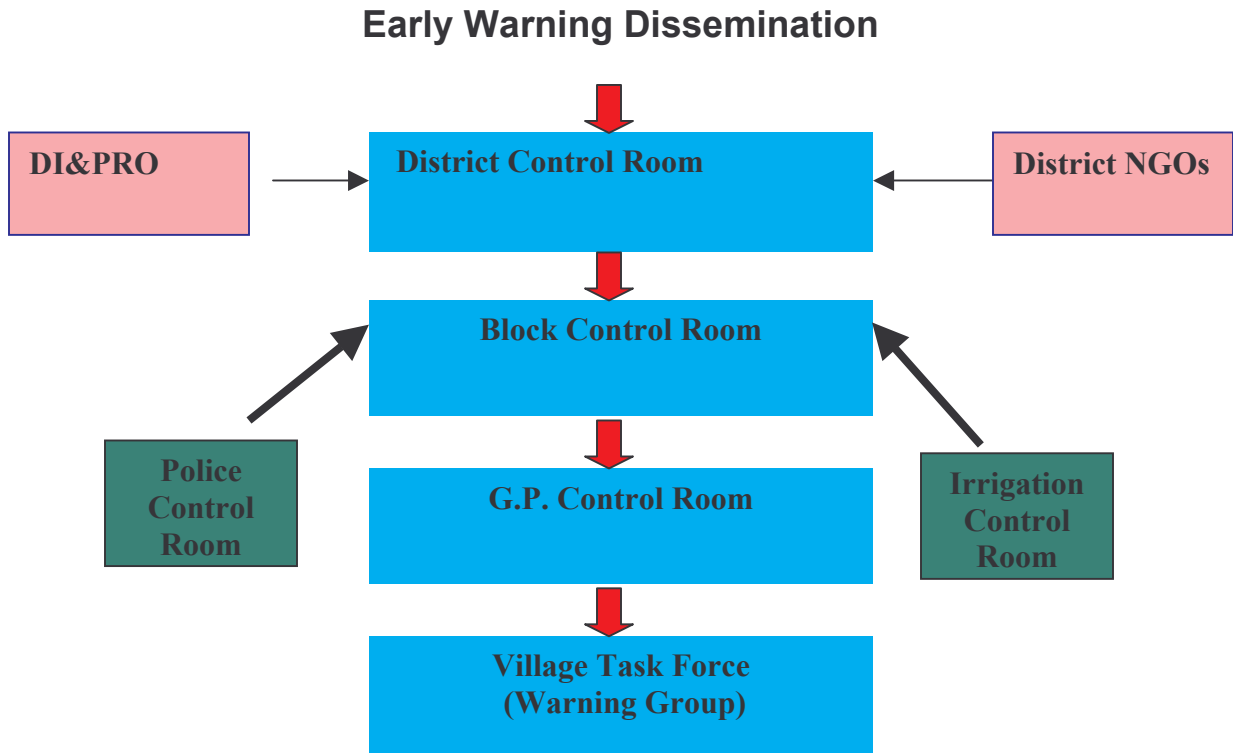 Early Warning Dissemination
DI&PRO
District Control Room
District NGOs
Block Control Room
Police
Control
Room
G.P. Control Room
Irrigation
Control
Room
Village Task Force
(Warning Group)